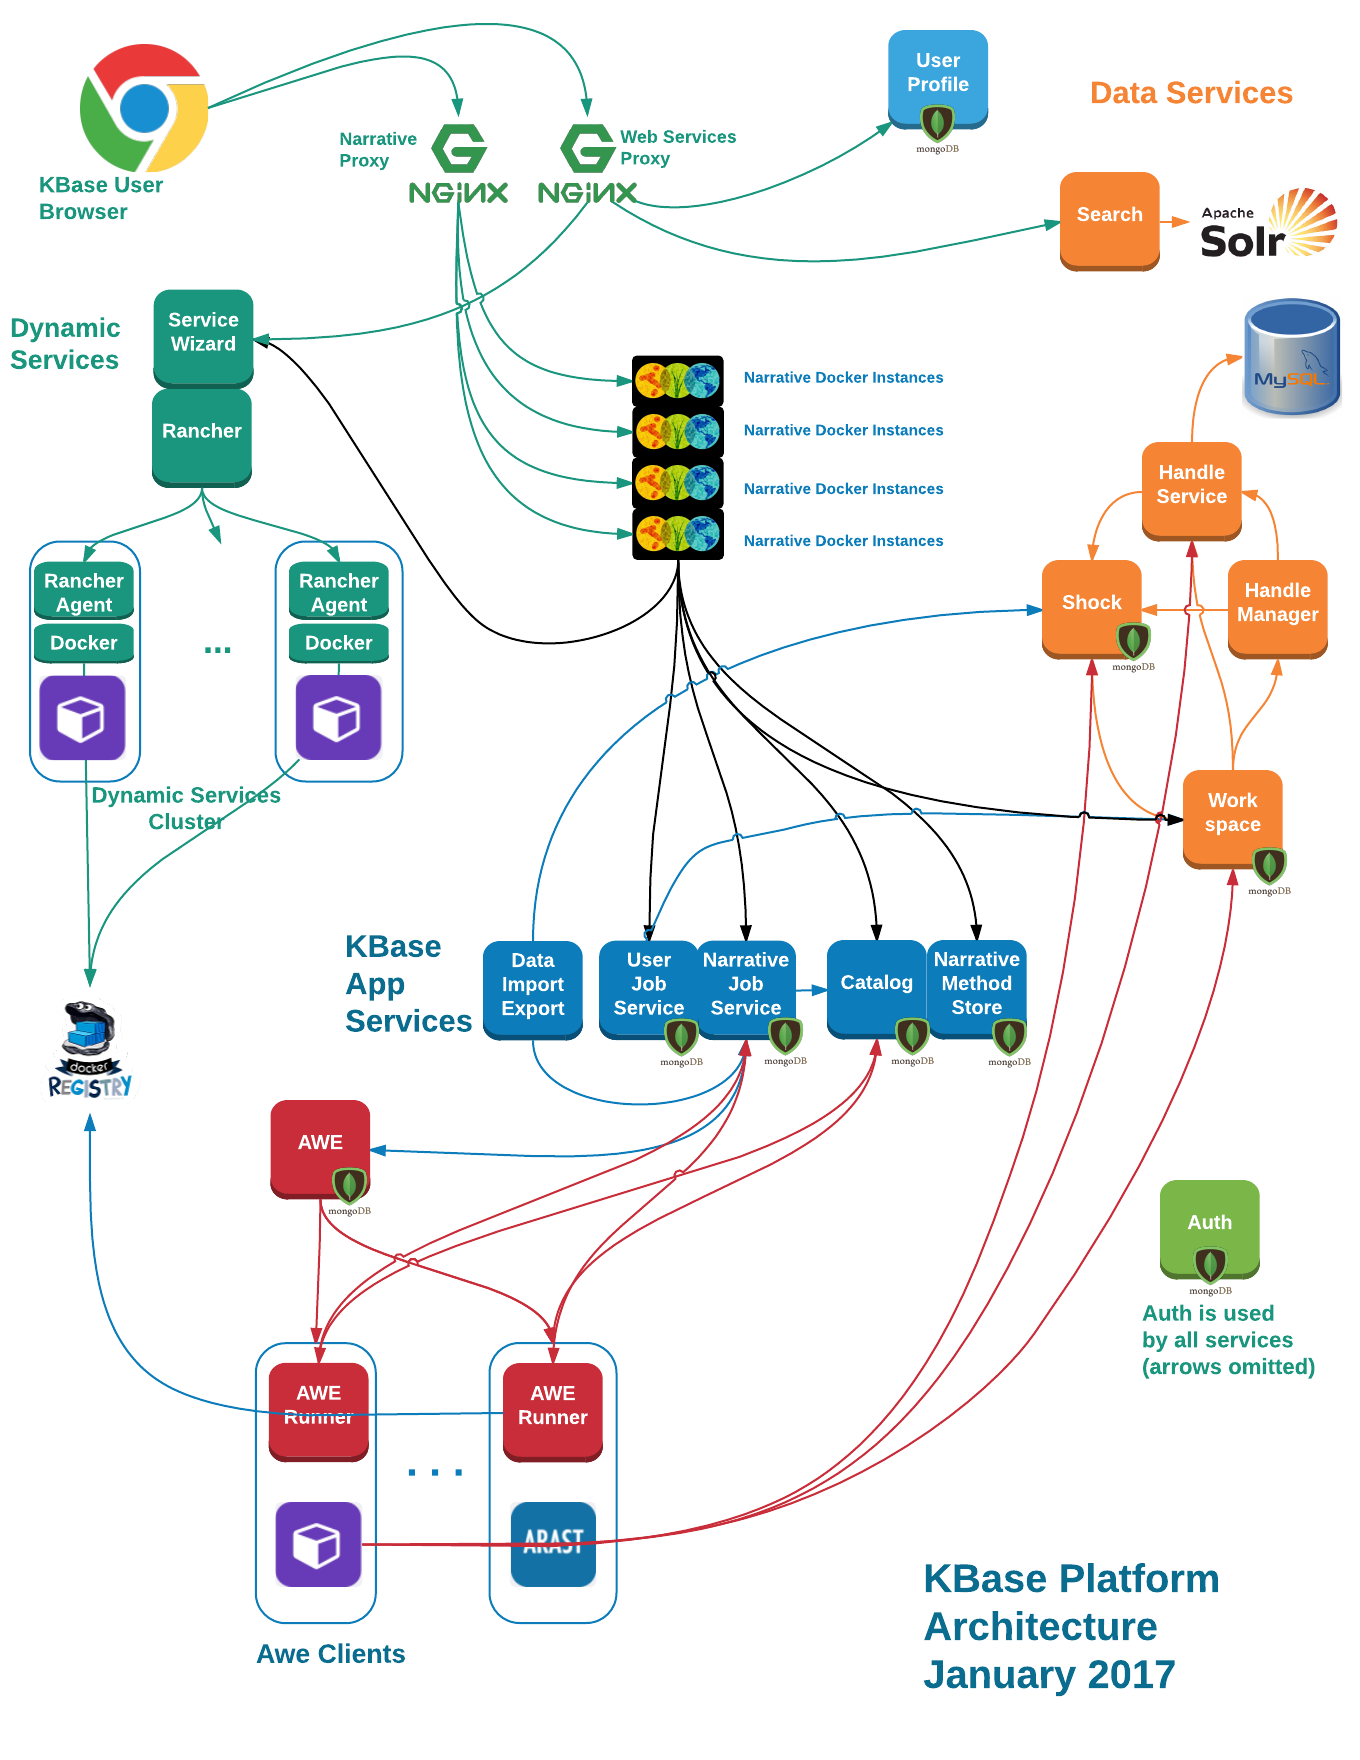 User
Profile
mongoDB
Data Services
Narrative
Proxy
NGiNX
Web Services
Proxy
NGiNX
KBase User
Browser
Search
Apache
Solr
Dynamic
Services
Service
Wizard
Rancher
MySQL
Narrative Docker Instances
Narrative Docker Instances
Narrative Docker Instances
Narrative Docker Instances
Handle
Service
Shock
mongoDB
Handle
Manager
Rancher
Agent
Docker
...
Rancher
Agent
Docker
Dynamic Services
Cluster
Work
space
mongoDB
KBase
App
Services
Data
Import
Export
User
Job
Service
mongoDB
Narrative
Job
Service
mongoDB
Catalog
mongoDB
Narrative
Method
Store
mongoDB
docker
REGISTRY
AWE
mongoDB
Auth
mongoDB
Auth is used
by all services
(arrows omitted)
AWE
Runner
AWE
Runner
. . .
ARAST
Awe Clients
KBase Platform
Architecture
January 2017